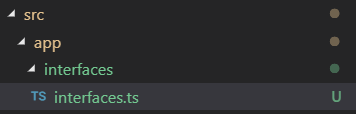 src
app
interfaces
TS interfaces.ts U